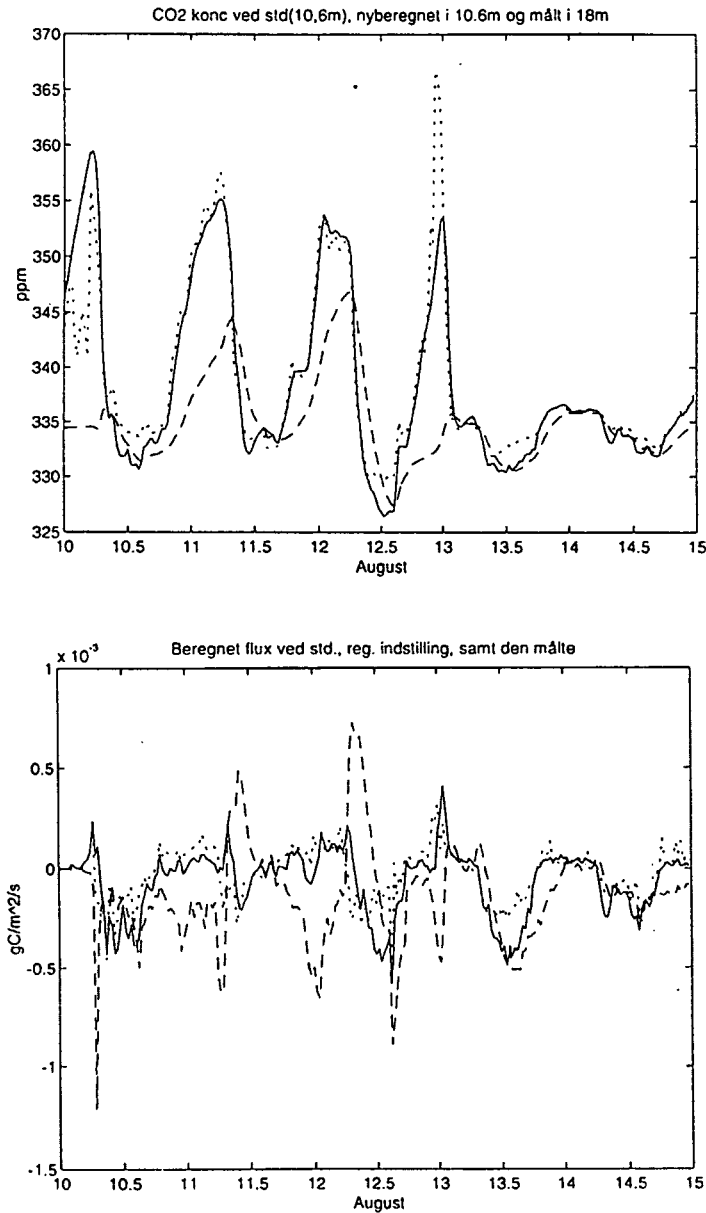 CO2 konc ved std(10,6m), nyberegnet i 10.6m og målt i 18m
370
365
360
355
350
345
340
335
330
325
ppm
10 10.5 11 11.5 12 12.5 13 13.5 14 14.5 15
August
Beregnet flux ved std., reg. indstilling, samt den målte
x 10^-3
1
0.5
0
-0.5
-1
-1.5
gC/m^2/s
10 10.5 11 11.5 12 12.5 13 13.5 14 14.5 15
August